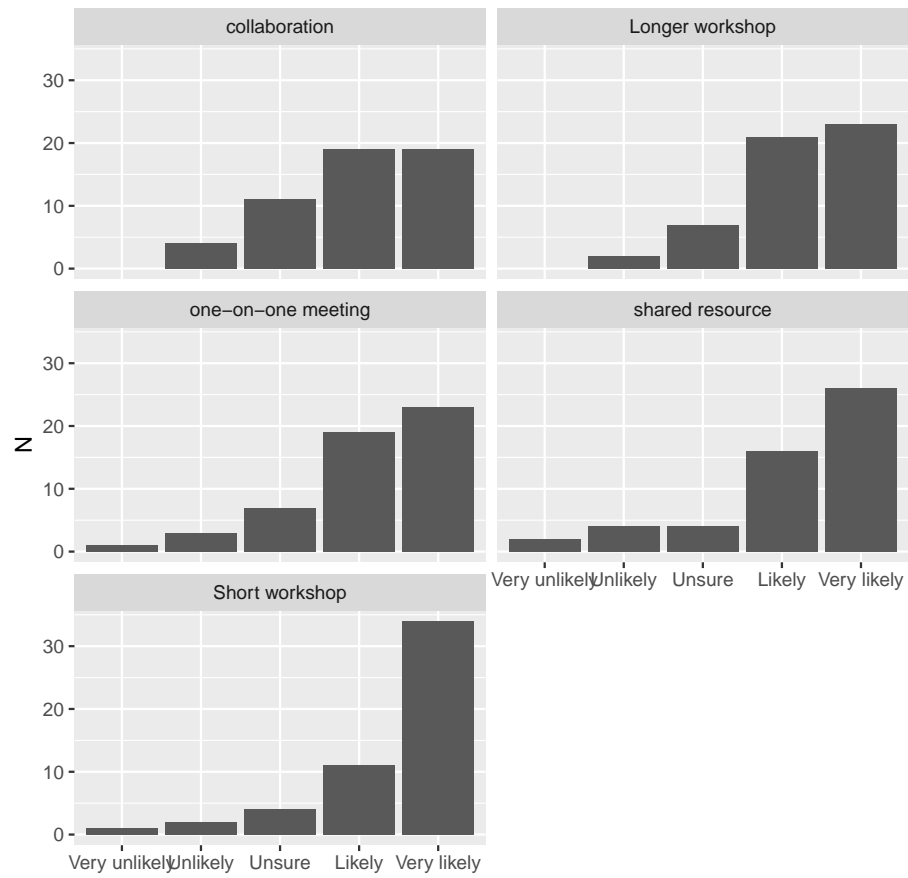 collaboration
Longer workshop
30
20
10
0
one−on−one meeting
shared resource
30
20
10
0
N
Very unlikely Unlikely Unsure Likely Very likely
Short workshop
30
20
10
0
Very unlikely Unlikely Unsure Likely Very likely